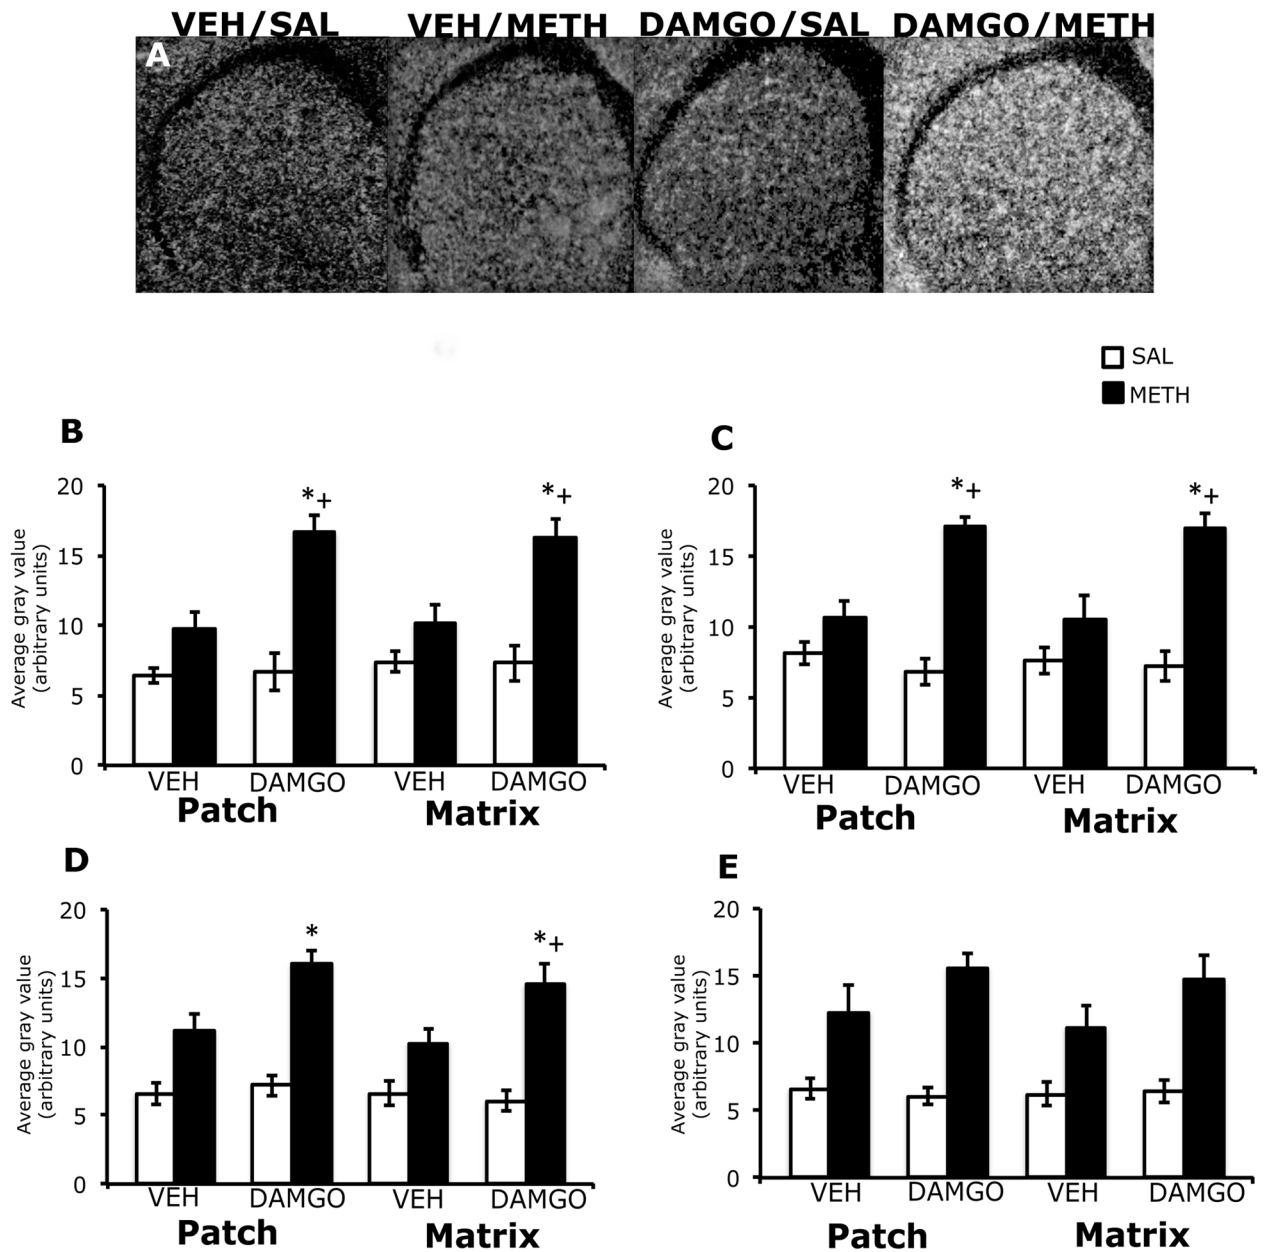 VEH/SAL VEH/METH DAMGO/SAL DAMGO/METH
A
SAL
METH
B
20
15
10
5
0
Average gray value
(arbitrary units)
*+
*+
VEH DAMGO VEH DAMGO
Patch Matrix
C
20
15
10
5
0
Average gray value
(arbitrary units)
*+
*+
VEH DAMGO VEH DAMGO
Patch Matrix
D
20
15
10
5
0
Average gray value
(arbitrary units)
*
*+
VEH DAMGO VEH DAMGO
Patch Matrix
E
20
15
10
5
0
Average gray value
(arbitrary units)
VEH DAMGO VEH DAMGO
Patch Matrix